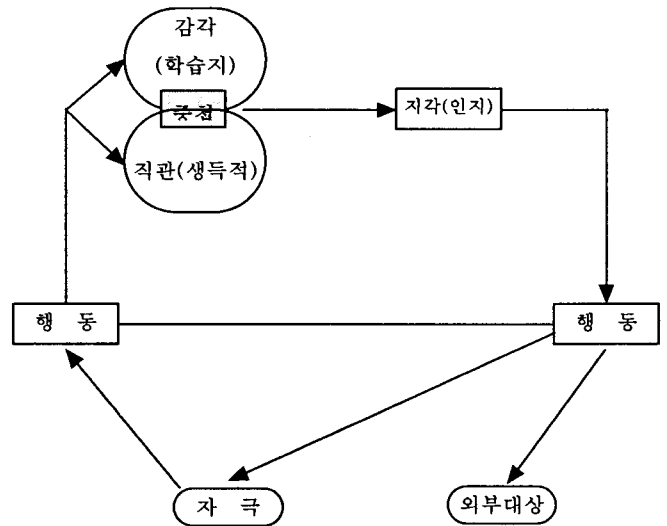 감각
(학습지)
지각(인지)
직관(생득적)
행 동
행 동
자 극
외부대상